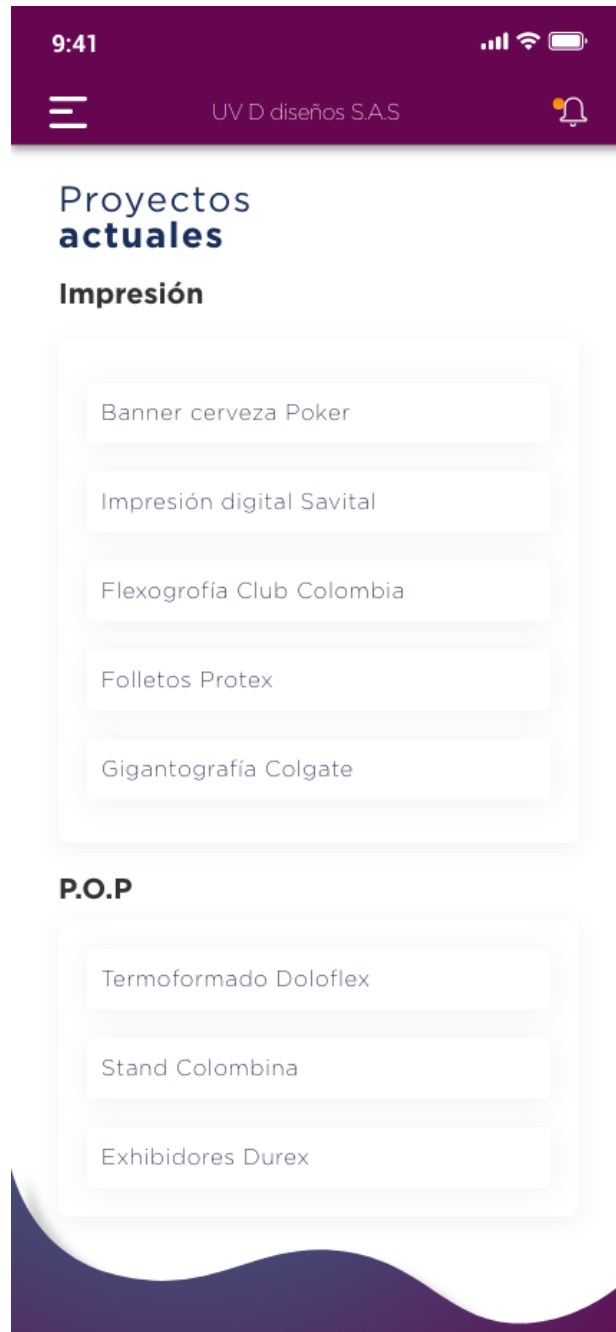 9:41
UV D diseños S.A.S
Proyectos
actuales
Impresión
Banner cerveza Poker
Impresión digital Savital
Flexogrofía Club Colombia
Folletos Protex
Gigantografía Colgate
P.O.P
Termoformado Doloflex
Stand Colombina
Exhibidores Durex